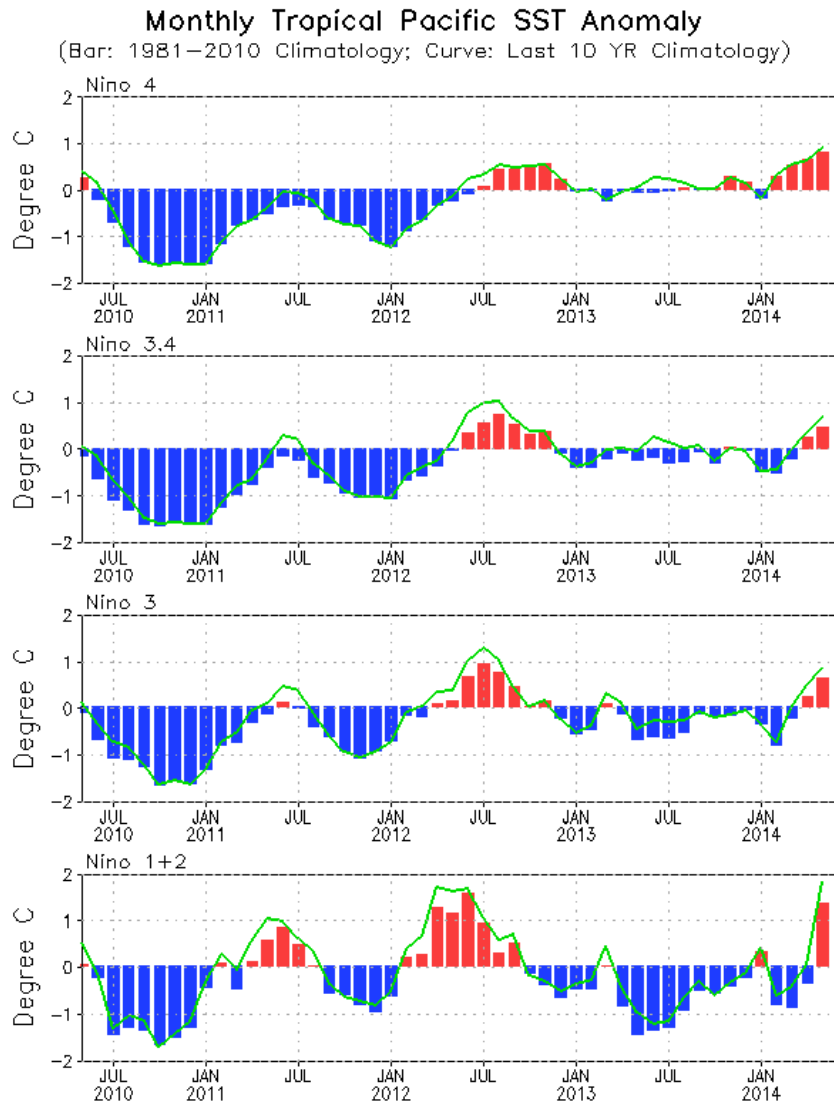 Monthly Tropical Pacific SST Anomaly
(Bar: 1981-2010 Climatology; Curve: Last 10 YR Climatology)
Nino 4
Degree C
2
1
0
-1
-2
JUL JAN JUL JAN JUL JAN JUL JAN
2010 2011 2012 2013 2014
Nino 3.4
Degree C
2
1
0
-1
-2
JUL JAN JUL JAN JUL JAN JUL JAN
2010 2011 2012 2013 2014
Nino 3
Degree C
2
1
0
-1
-2
JUL JAN JUL JAN JUL JAN JUL JAN
2010 2011 2012 2013 2014
Nino 1+2
Degree C
2
1
0
-1
-2
JUL JAN JUL JAN JUL JAN JUL JAN
2010 2011 2012 2013 2014